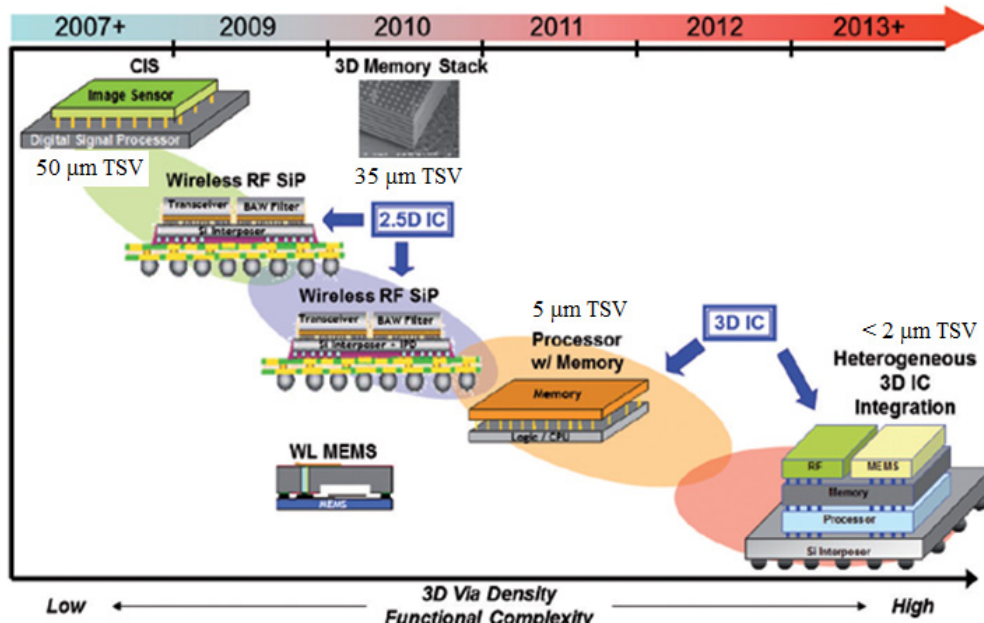 2007+ 2009 2010 2011 2012 2013+
CIS
Image Sensor
Digital Signal Processor
50 μm TSV
3D Memory Stack
35 μm TSV
Wireless RF SiP
Transceiver BAW Filter
Si Interposer
2.5D IC
Wireless RF SiP
Transceiver BAW Filter
Si Interposer + IPD
WL MEMS
MEMS
5 μm TSV
Processor
w/ Memory
Memory
Logic / CPU
3D IC
< 2 μm TSV
Heterogeneous
3D IC
Integration
RF MEMS
Memory
Processor
Si Interposer
Low 3D Via Density High
Functional Complexity